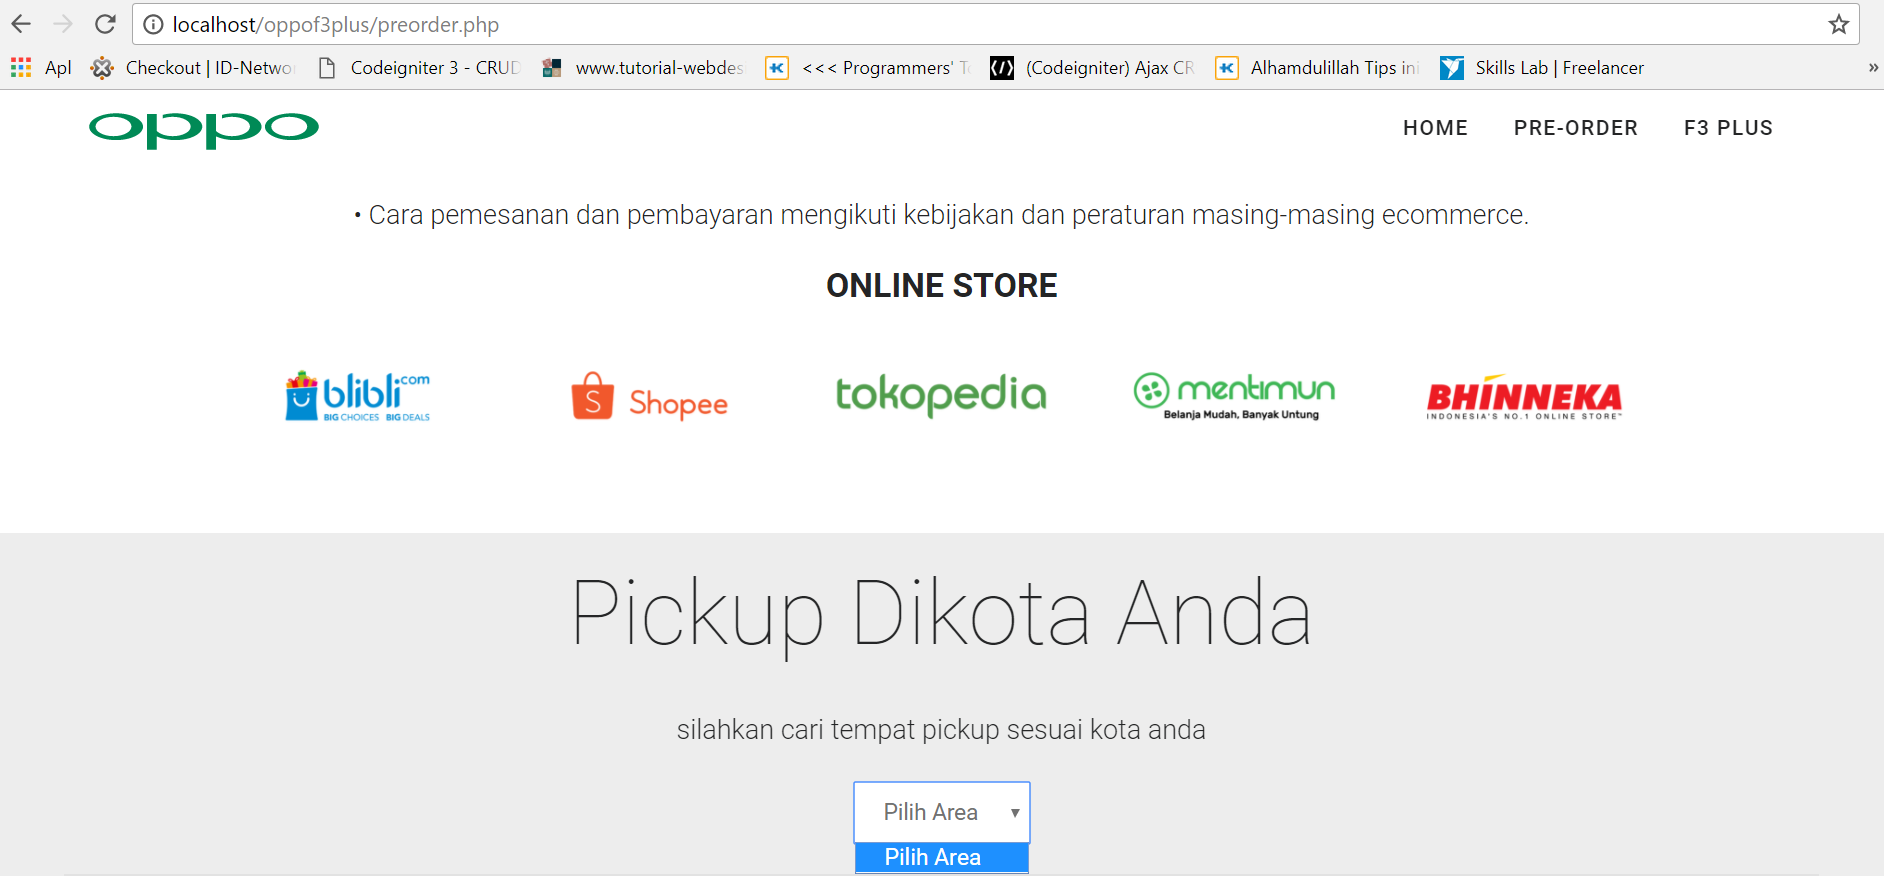 localhost/oppof3plus/preorder.php
Apl Checkout | ID-Netwo Codeigniter 3 - CRUD www.tutorial-webdes <<< Programmers' T (Codeigniter) Ajax CR Alhamdulillah Tips ini Skills Lab | Freelancer »
oppo HOME PRE-ORDER F3 PLUS
• Cara pemesanan dan pembayaran mengikuti kebijakan dan peraturan masing-masing ecommerce.
ONLINE STORE
blibli.com
BIG CHOICES BIG DEALS
S Shopee
tokopedia
mentimun
Belanja Mudah, Banyak Untung
BHINNEKA
INDONESIA'S NO.1 ONLINE STORE™
Pickup Dikota Anda
silahkan cari tempat pickup sesuai kota anda
Pilih Area
Pilih Area